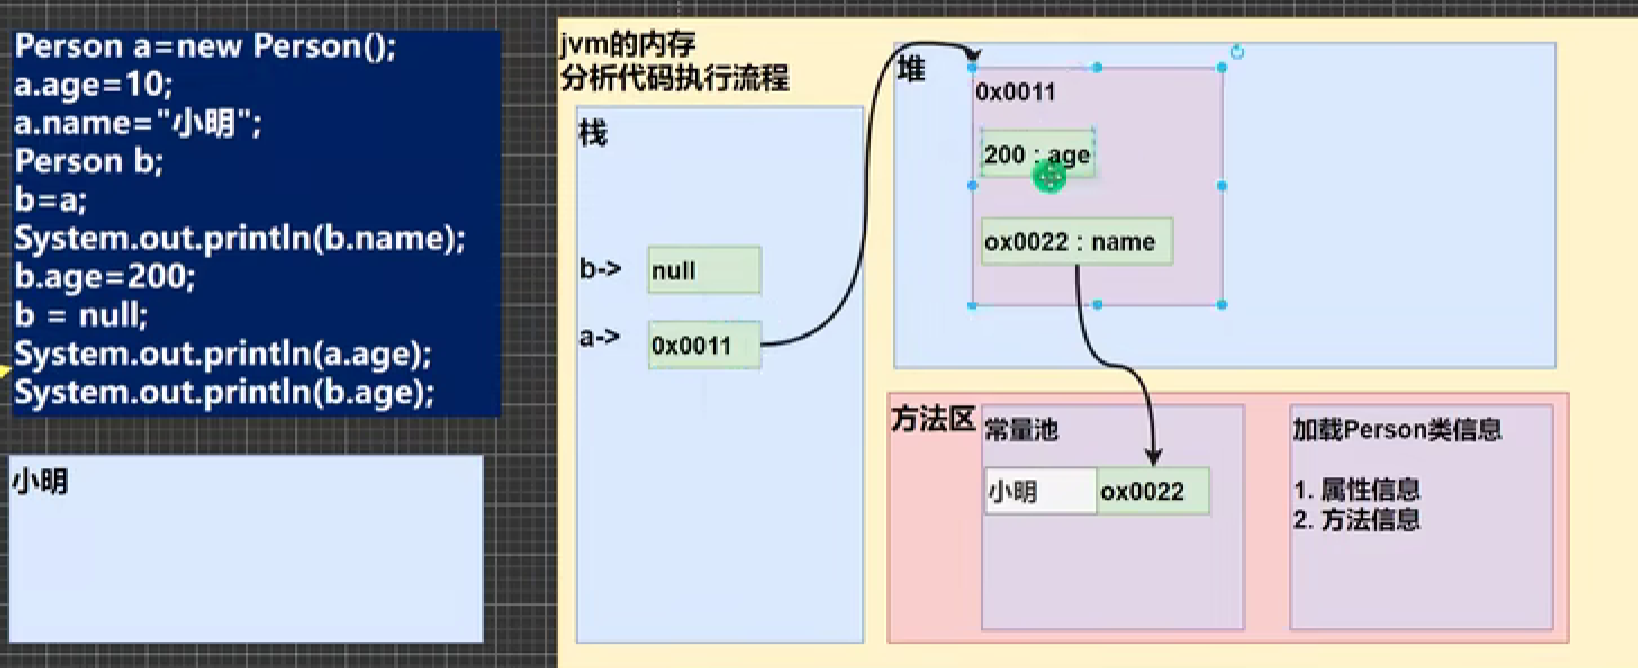 Person a=new Person();
a.age=10;
a.name="小明";
Person b;
b=a;
System.out.println(b.name);
b.age=200;
b = null;
System.out.println(a.age);
System.out.println(b.age);
小明
jvm的内存
分析代码执行流程
栈
b-> null
a-> 0x0011
堆
0x0011
200 : age
ox0022 : name
方法区
常量池
小明 ox0022
加载Person类信息
1. 属性信息
2. 方法信息